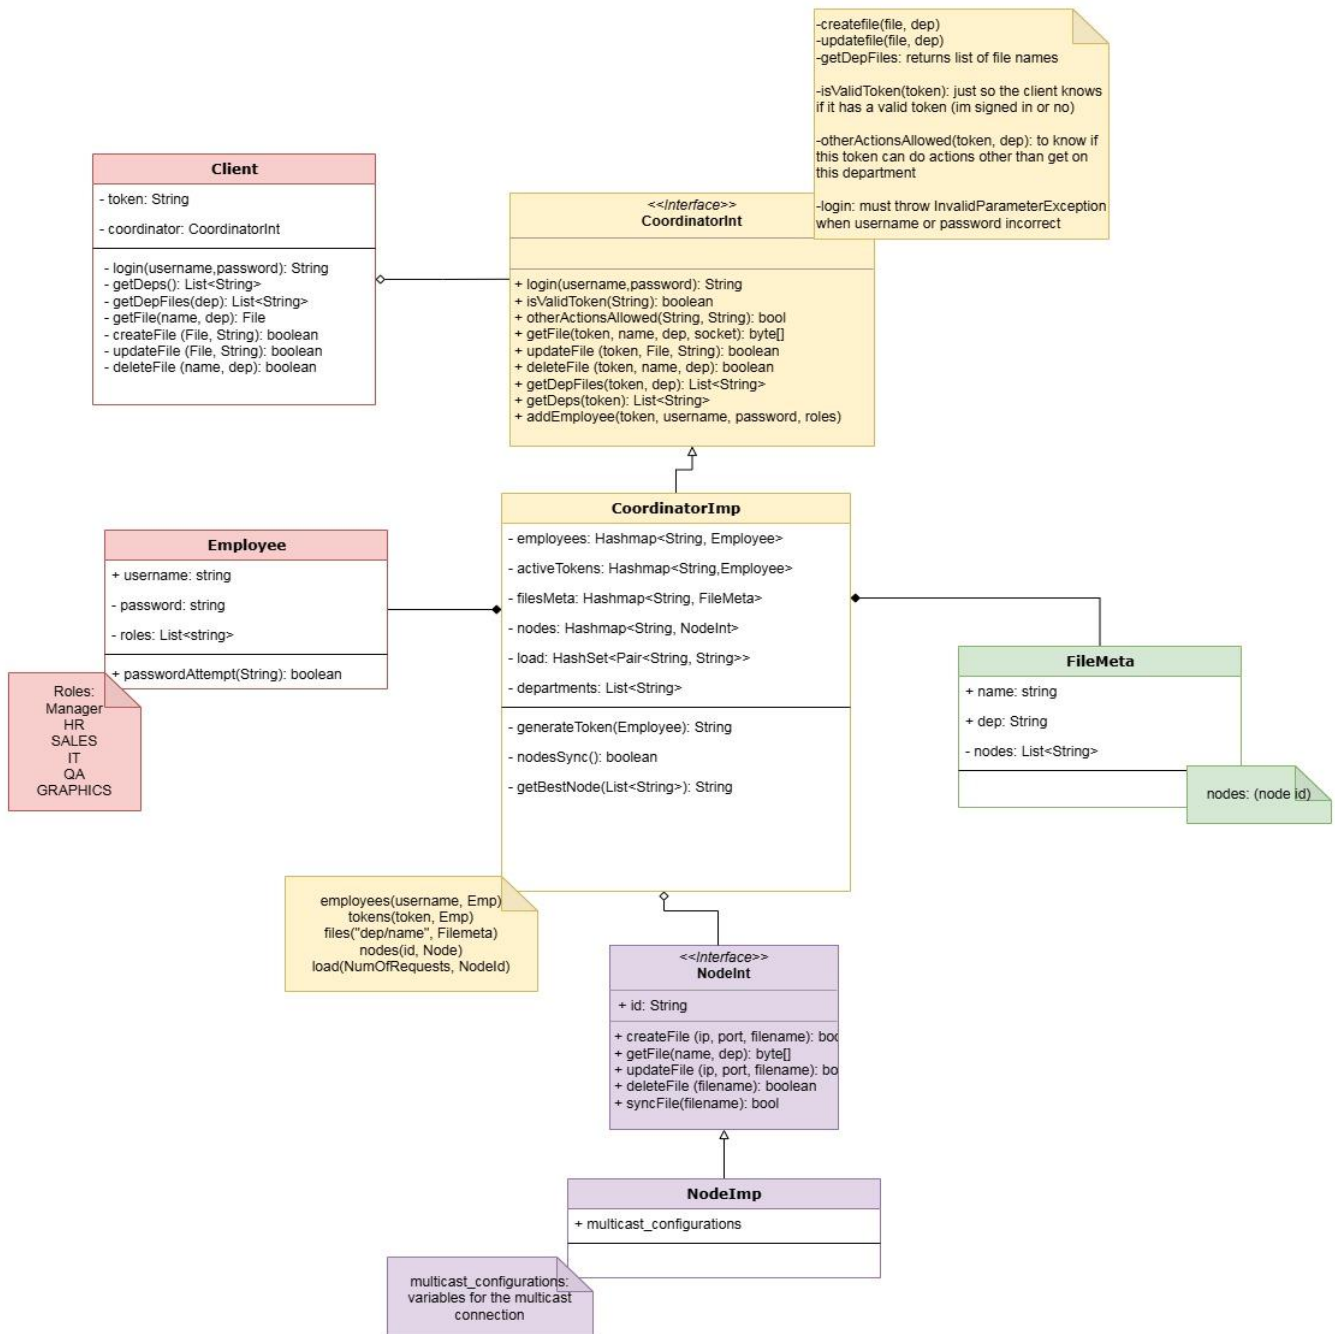 -createfile(file, dep)
-updatefile(file, dep)
-getDepFiles: returns list of file names
-isValidToken(token): just so the client knows
if it has a valid token (im signed in or no)
-otherActionsAllowed(token, dep): to know if
this token can do actions other than get on
this department
-login: must throw InvalidParameterException
when username or password incorrect
Client
- token: String
- coordinator: CoordinatorInt
- login(username,password): String
- getDeps(): List<String>
- getDepFiles(dep): List<String>
- getFile(name, dep): File
- createFile (File, String): boolean
- updateFile (File, String): boolean
- deleteFile (name, dep): boolean
<<Interface>>
CoordinatorInt
+ login(username,password): String
+ isValidToken(String): boolean
+ otherActionsAllowed(String, String): bool
+ getFile(token, name, dep, socket): byte[]
+ updateFile (token, File, String): boolean
+ deleteFile (token, name, dep): boolean
+ getDepFiles(token, dep): List<String>
+ getDeps(token): List<String>
+ addEmployee(token, username, password, roles)
CoordinatorImp
- employees: Hashmap<String, Employee>
- activeTokens: Hashmap<String,Employee>
- filesMeta: Hashmap<String, FileMeta>
- nodes: Hashmap<String, NodeInt>
- load: HashSet<Pair<String, String>>
- departments: List<String>
- generateToken(Employee): String
- nodesSync(): boolean
- getBestNode(List<String>): String
Employee
+ username: string
- password: string
- roles: List<string>
+ passwordAttempt(String): boolean
Roles:
Manager
HR
SALES
IT
QA
GRAPHICS
FileMeta
+ name: string
+ dep: String
- nodes: List<String>
nodes: (node id)
employees(username, Emp)
tokens(token, Emp)
files("dep/name", Filemeta)
nodes(id, Node)
load(NumOfRequests, NodeId)
<<Interface>>
NodeInt
+ id: String
+ createFile (ip, port, filename): boo
+ getFile(name, dep): byte[]
+ updateFile (ip, port, filename): bo
+ deleteFile (filename): boolean
+ syncFile(filename): bool
NodeImp
+ multicast_configurations
multicast_configurations:
variables for the multicast
connection